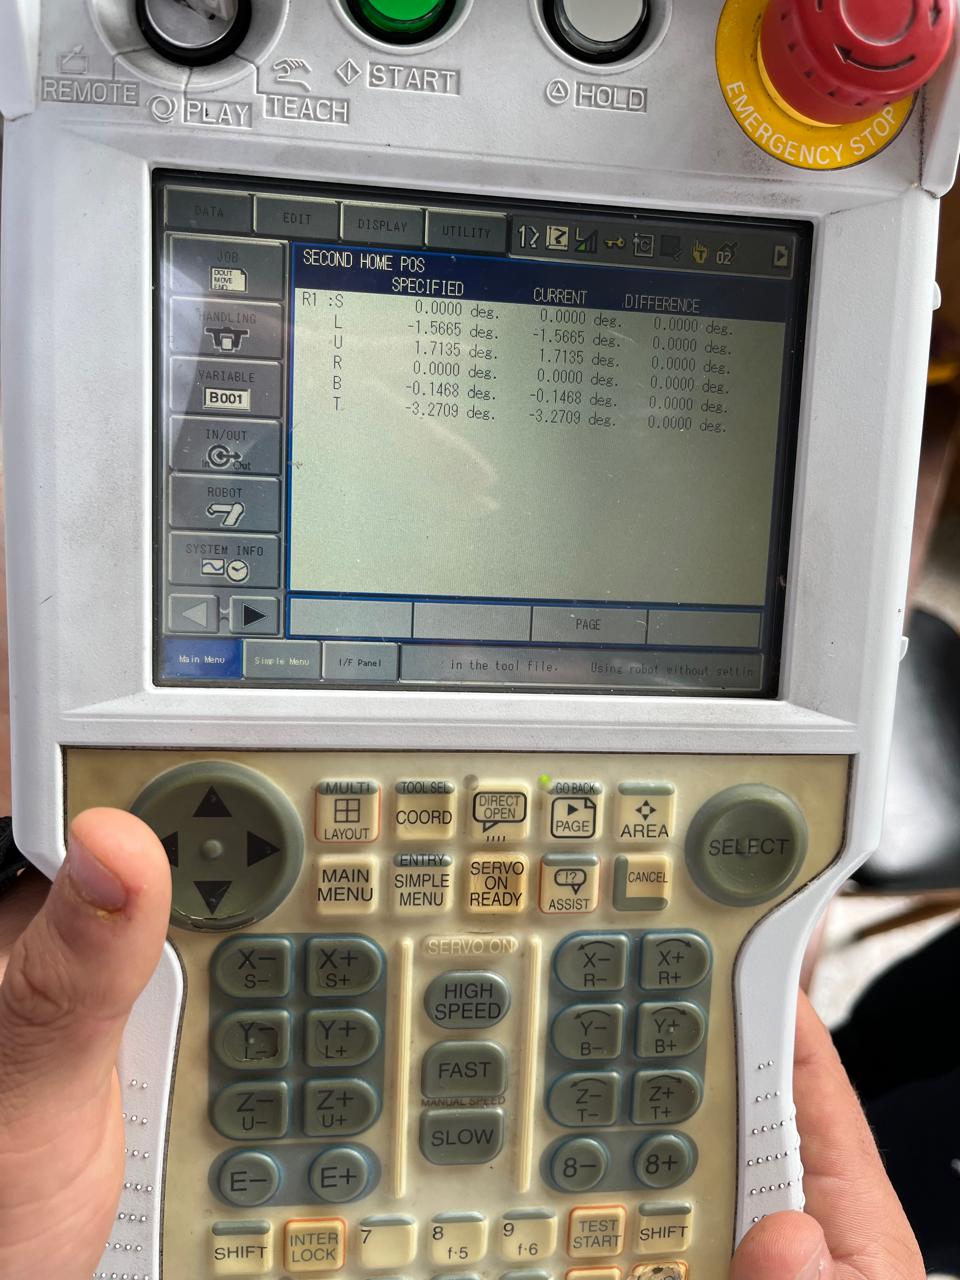 REMOTE
PLAY
TEACH
START
HOLD
EMERGENCY STOP
DATA EDIT DISPLAY UTILITY
02
JOB
DOUT
MOVE
END
HANDLING
VARIABLE
B001
IN/OUT
In Out
ROBOT
SYSTEM INFO
SECOND HOME POS
SPECIFIED CURRENT DIFFERENCE
R1 :S 0.0000 deg. 0.0000 deg. 0.0000 deg.
L -1.5665 deg. -1.5665 deg. 0.0000 deg.
U 1.7135 deg. 1.7135 deg. 0.0000 deg.
R 0.0000 deg. 0.0000 deg. 0.0000 deg.
B -0.1468 deg. -0.1468 deg. 0.0000 deg.
T -3.2709 deg. -3.2709 deg. 0.0000 deg.
PAGE
Main Menu Simple Menu I/F Panel in the tool file. Using robot without settin
MULTI
LAYOUT
TOOL SEL
COORD
DIRECT
OPEN
GO BACK
PAGE
AREA
SELECT
MAIN
MENU
ENTRY
SIMPLE
MENU
SERVO
ON
READY
!?
ASSIST
CANCEL
SERVO ON
X- S-
X+ S+
HIGH
SPEED
X- R-
X+ R+
Y- L-
Y+ L+
Y- B-
Y+ B+
FAST
MANUAL SPEED
SLOW
Z- U-
Z+ U+
Z- T-
Z+ T+
E-
E+
8-
8+
SHIFT
INTER
LOCK
7
8
f·5
9
f·6
TEST
START
SHIFT